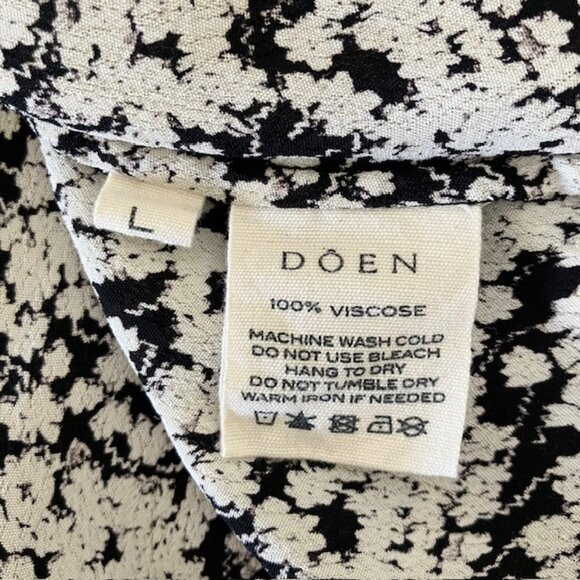 L
DÔEN
100% VISCOSE
MACHINE WASH COLD
DO NOT USE BLEACH
HANG TO DRY
DO NOT TUMBLE DRY
WARM IRON IF NEEDED